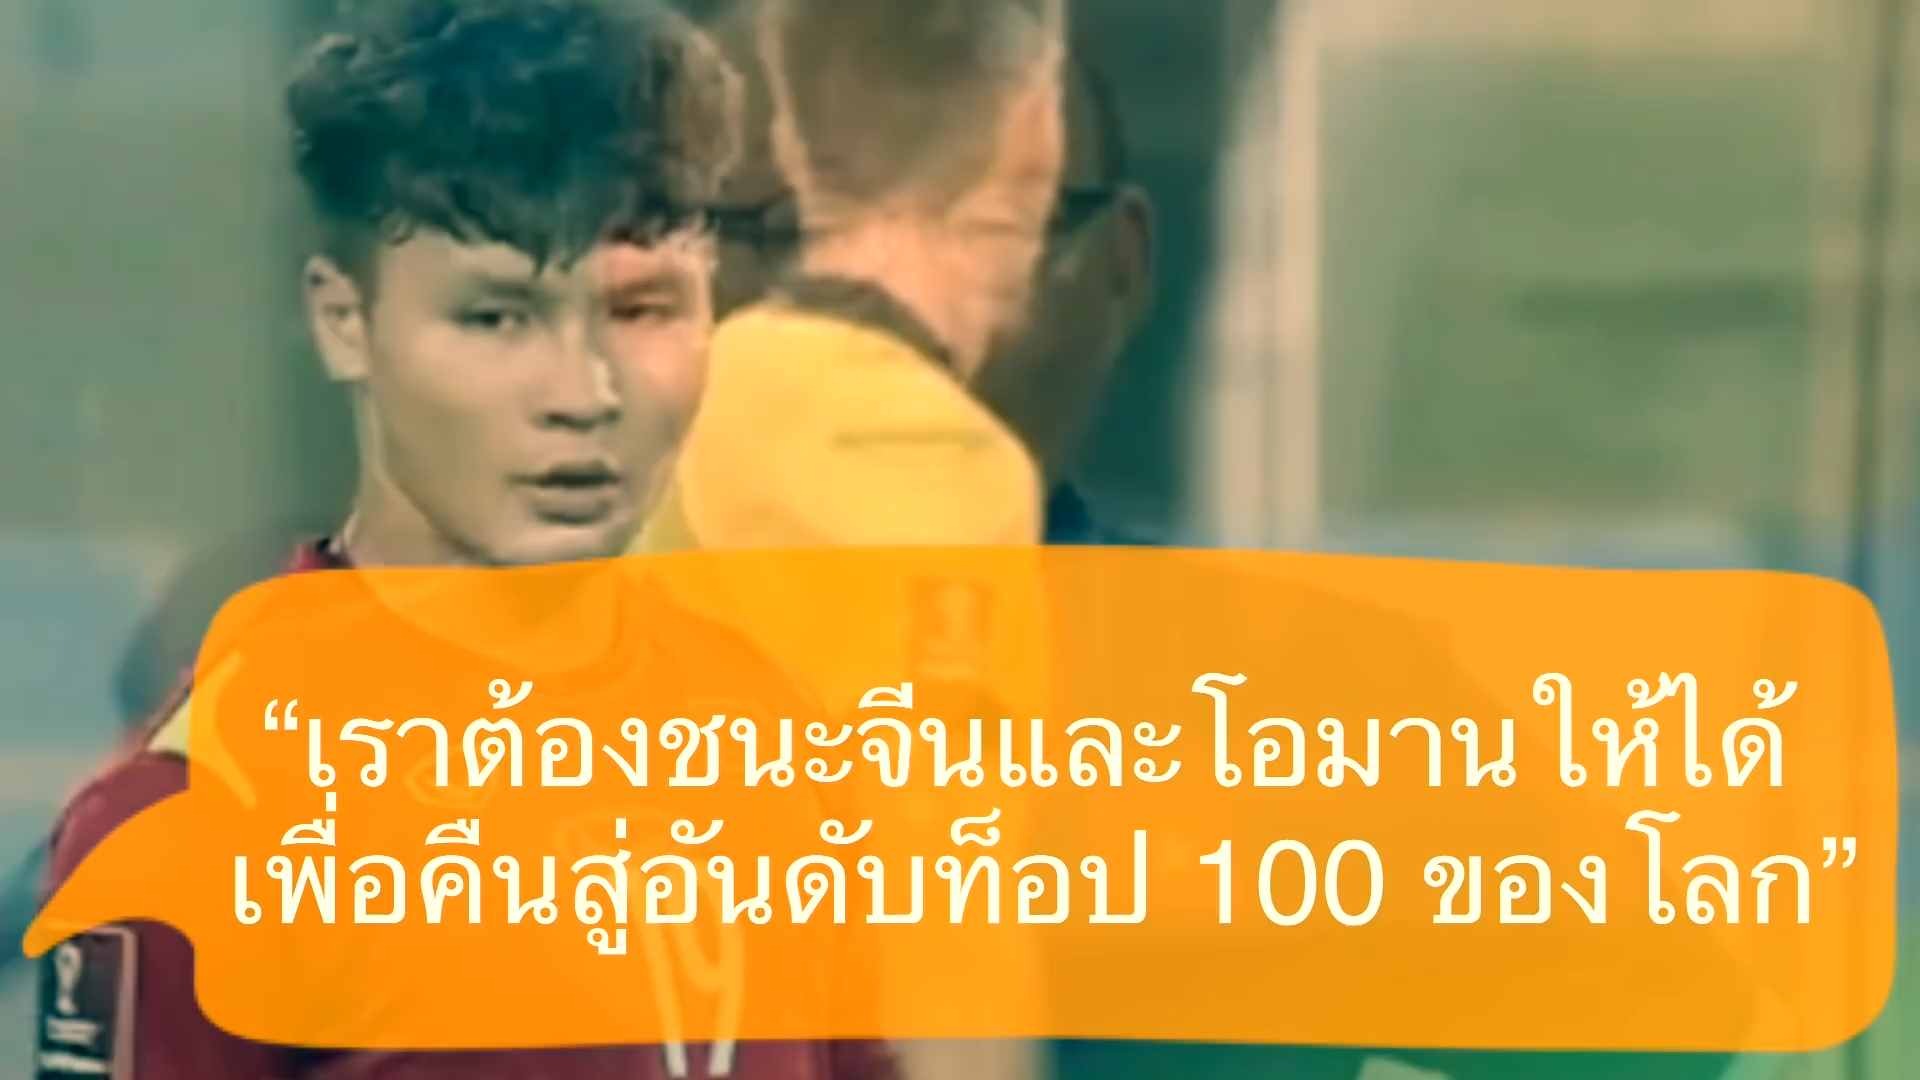 “เราต้องชนะจีนและโอมานให้ได้
เพื่อคืนสู่อันดับท็อป 100 ของโลก”
19